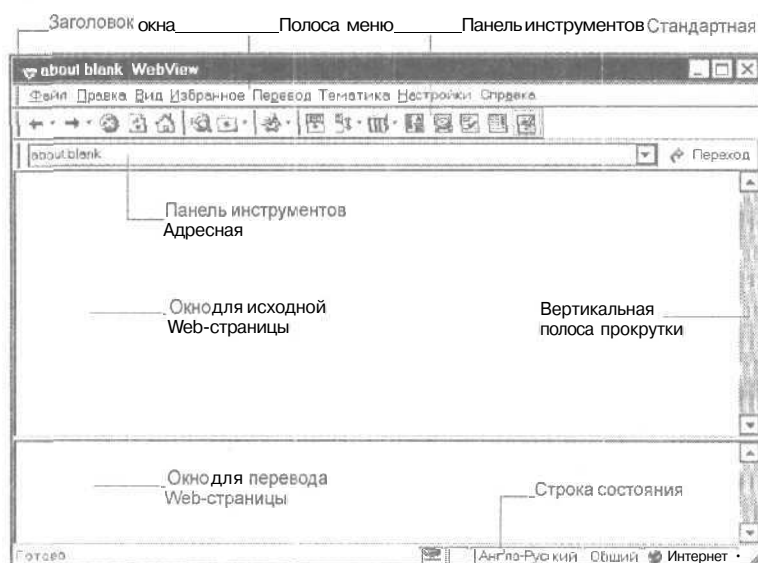 Заголовок окна Полоса меню Панель инструментов Стандартная
about blank WebView
Файл Правка Вид Избранное Перевод Тематика Настройки Справка
about:blank Переход
Панель инструментов
Адресная
Окно для исходной
Web-страницы
Вертикальная
полоса прокрутки
Окно для перевода
Web-страницы
Строка состояния
Готово Англо-Русский Общий Интернет